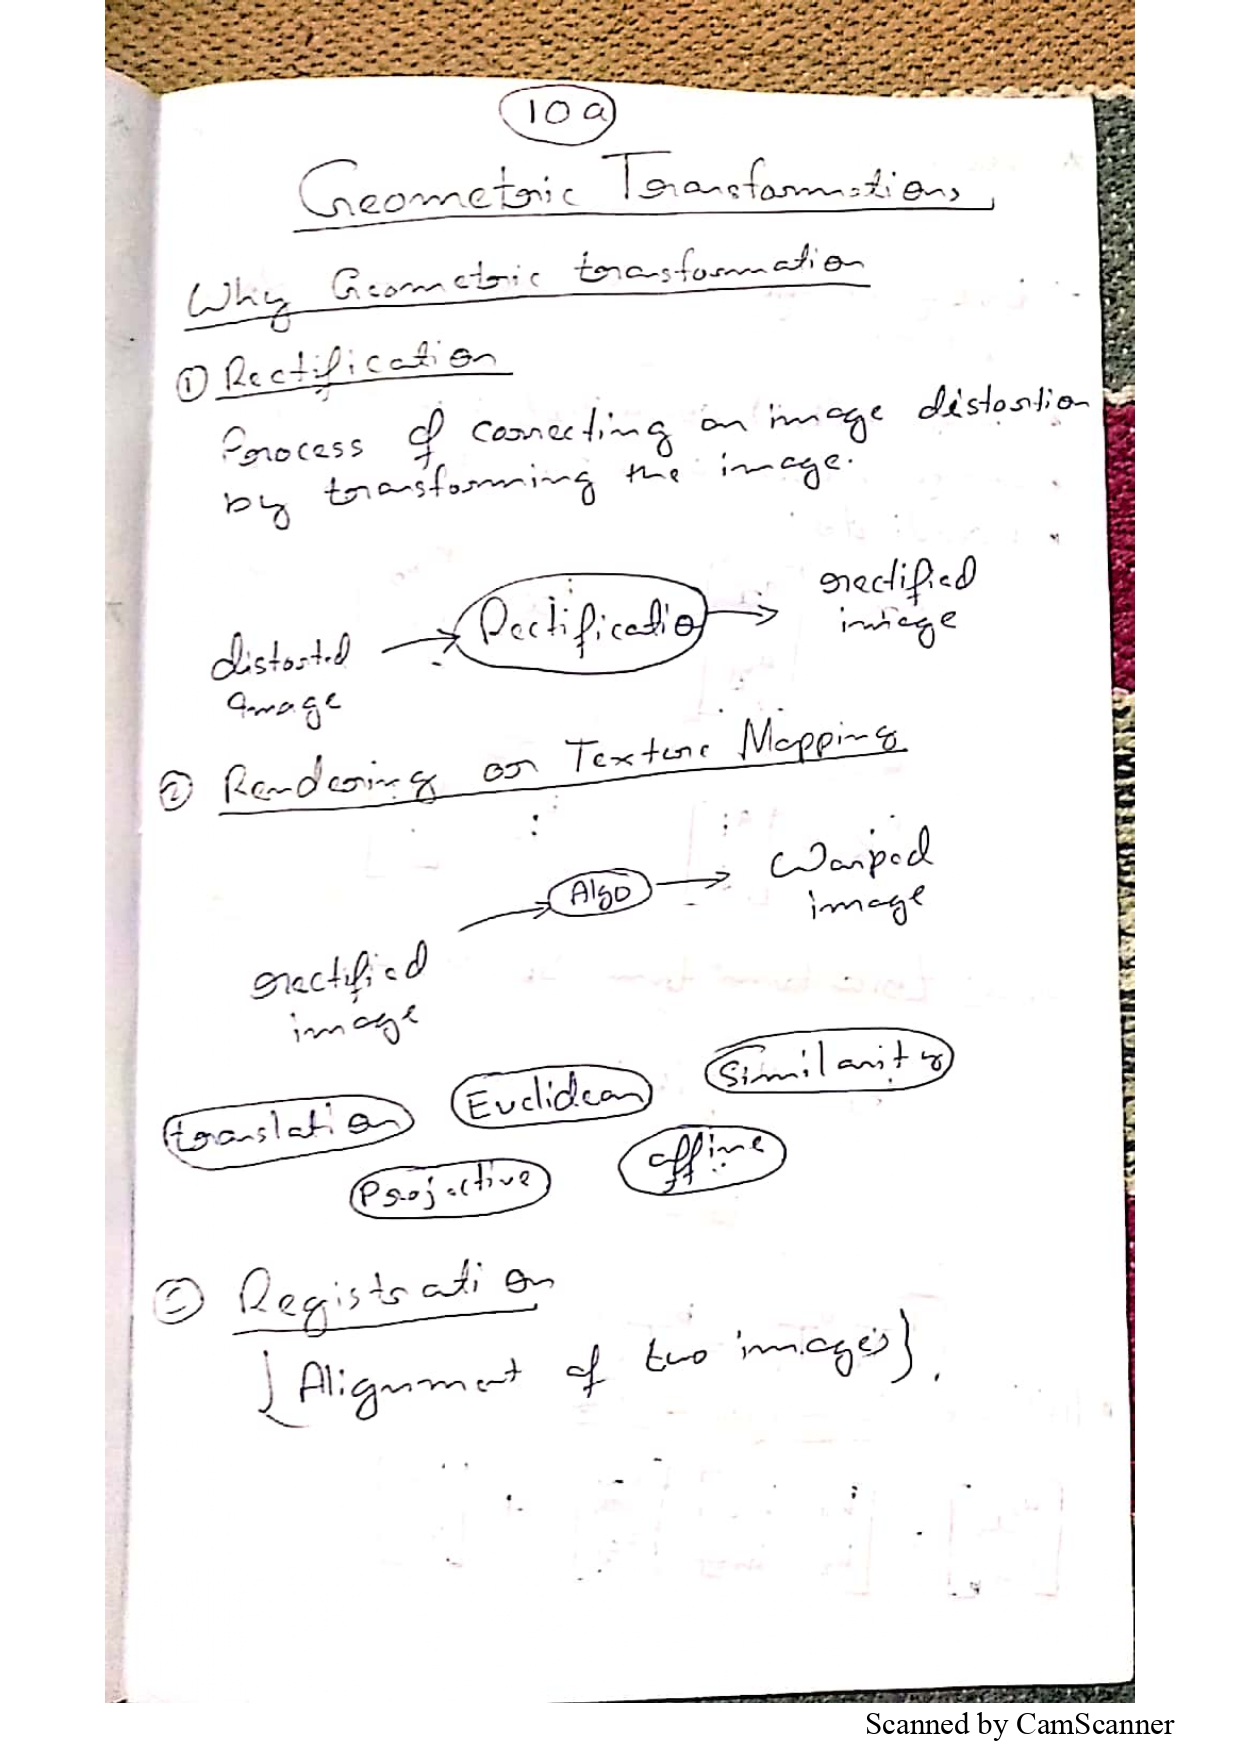 10a
Geometric Transformations
Why Geometric transformation
① Rectification
Process of correcting an image distortion
by transforming the image.
distorted
image
Rectification
rectified
image
② Rendering or Texture Mapping
rectified
image
Algo
Warped
image
translation
Euclidean
Similarity
Projective
affine
③ Registration
{Alignment of two images}.
Scanned by CamScanner